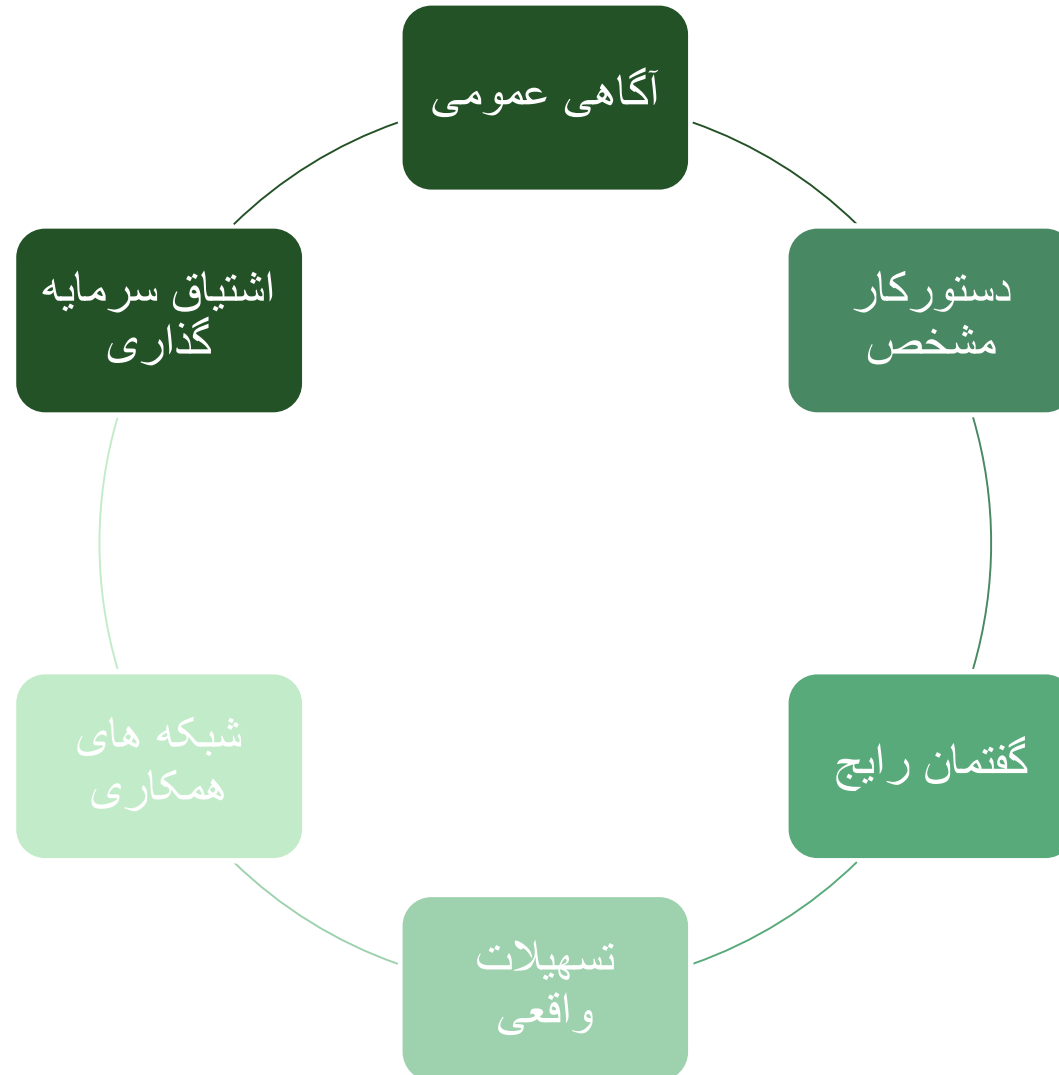 آگاهی عمومی
دستورکار
مشخص
گفتمان رایج
تسهیلات
واقعی
شبکه های
همکاری
اشتیاق سرمایه
گذاری